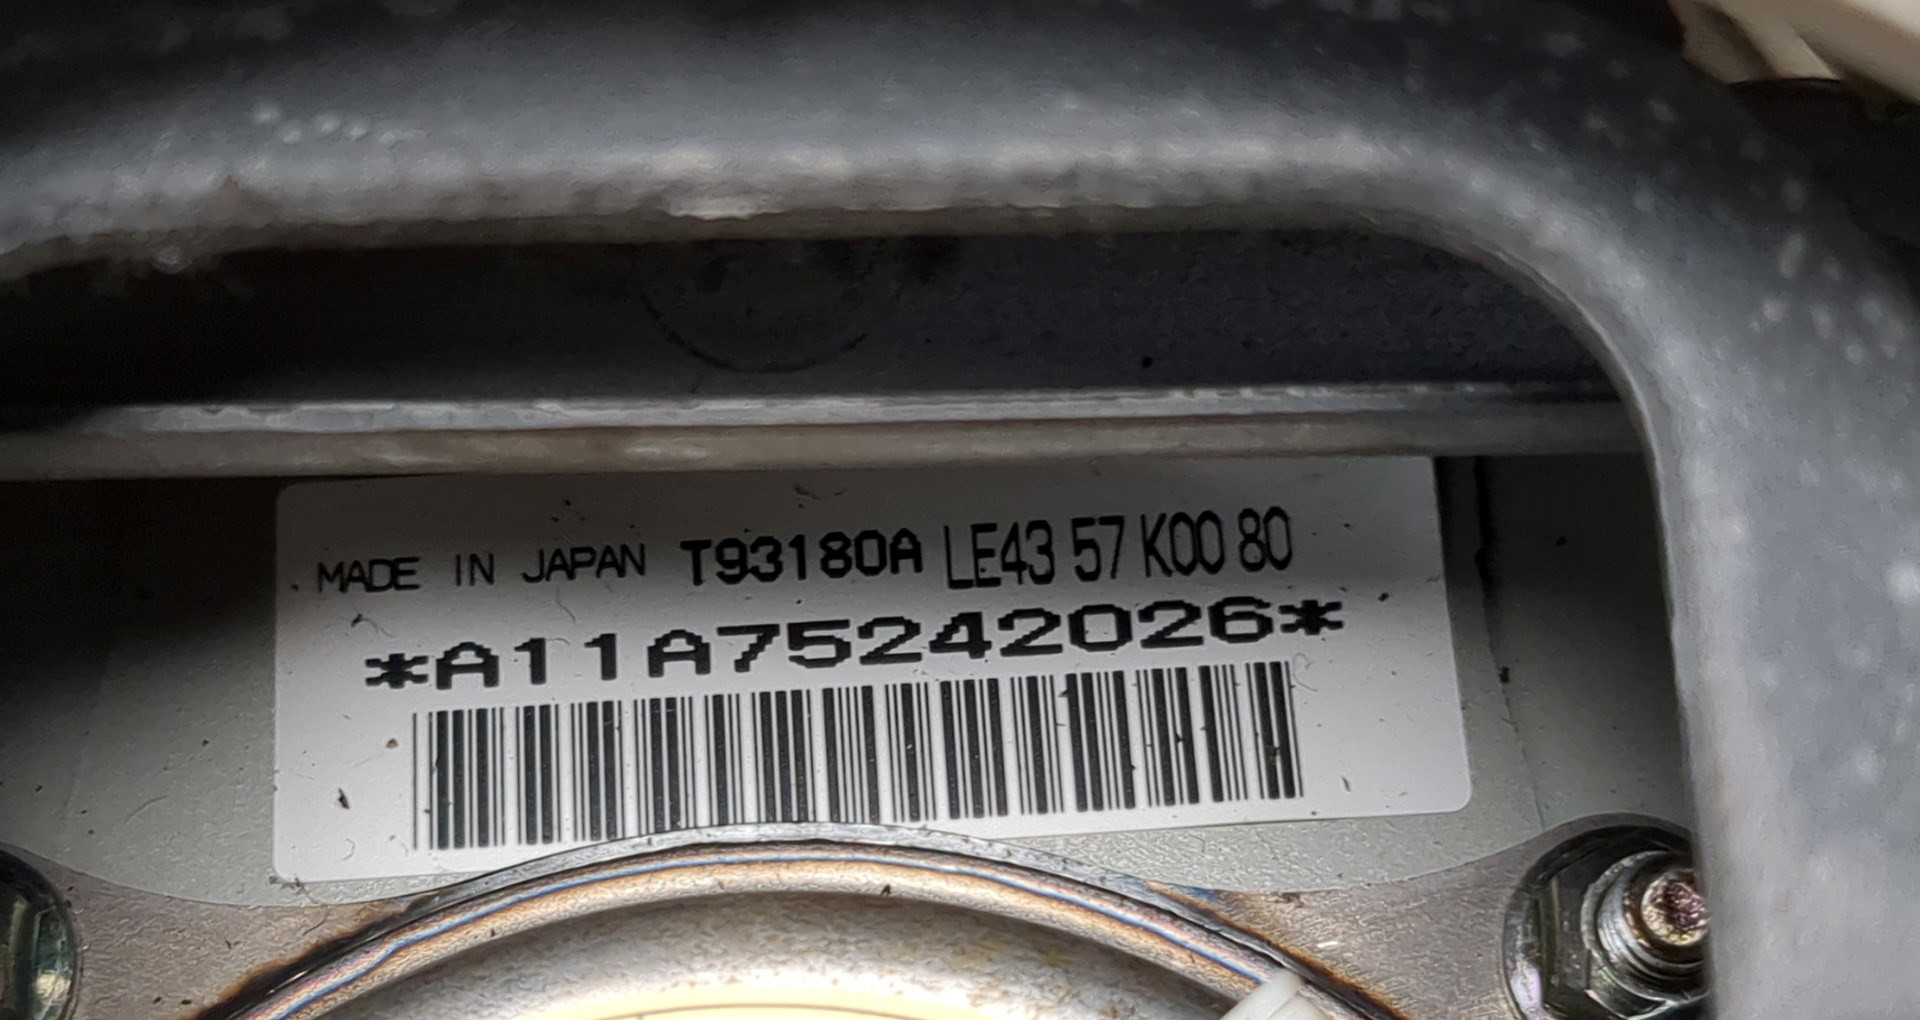 MADE IN JAPAN T93180A LE43 57 K00 80
*A11A75242026*